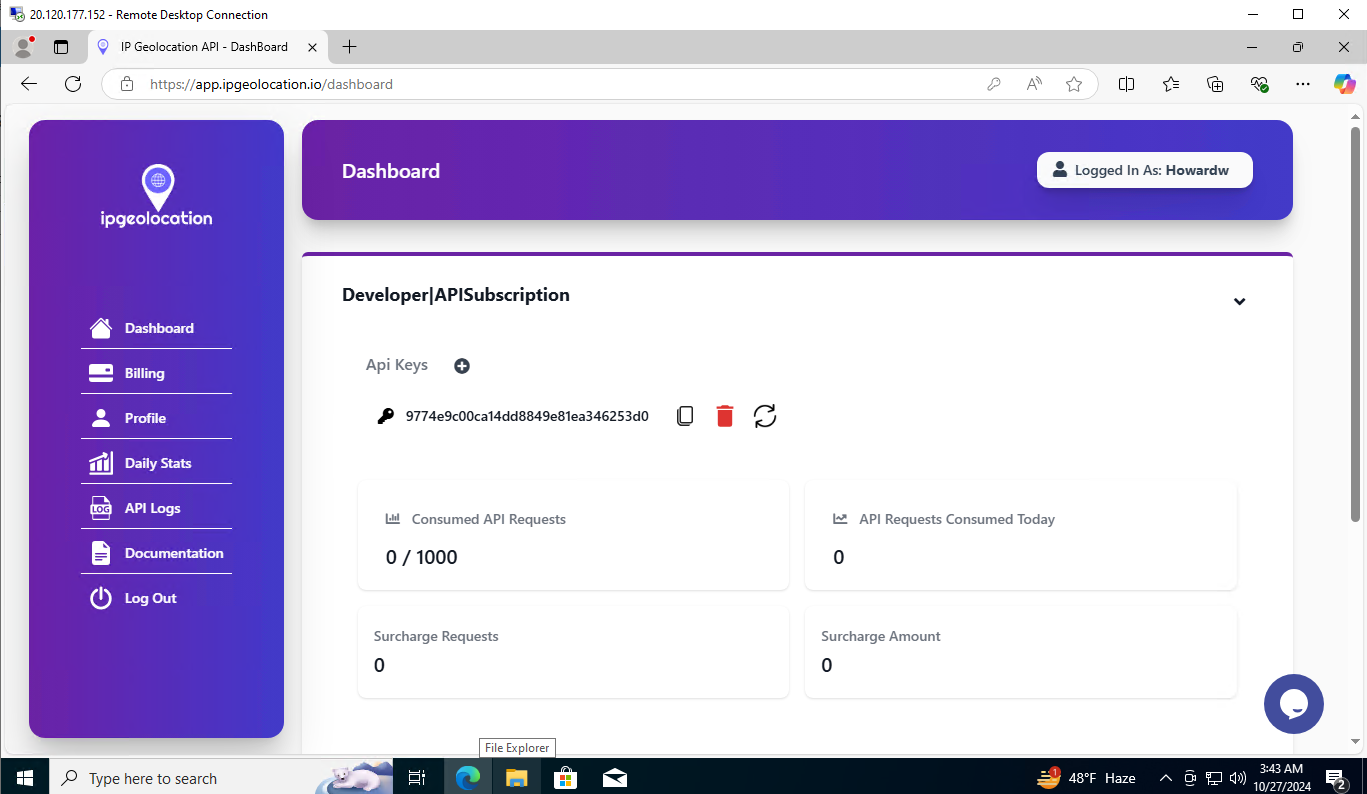 20.120.177.152 - Remote Desktop Connection
IP Geolocation API - DashBoard
https://app.ipgeolocation.io/dashboard
ipgeolocation
Dashboard
Billing
Profile
Daily Stats
LOG
API Logs
Documentation
Log Out
Dashboard
Logged In As: Howardw
Developer|APISubscription
Api Keys
9774e9c00ca14dd8849e81ea346253d0
Consumed API Requests
0 / 1000
API Requests Consumed Today
0
Surcharge Requests
0
Surcharge Amount
0
File Explorer
Type here to search
1
48°F Haze
3:43 AM
10/27/2024
2